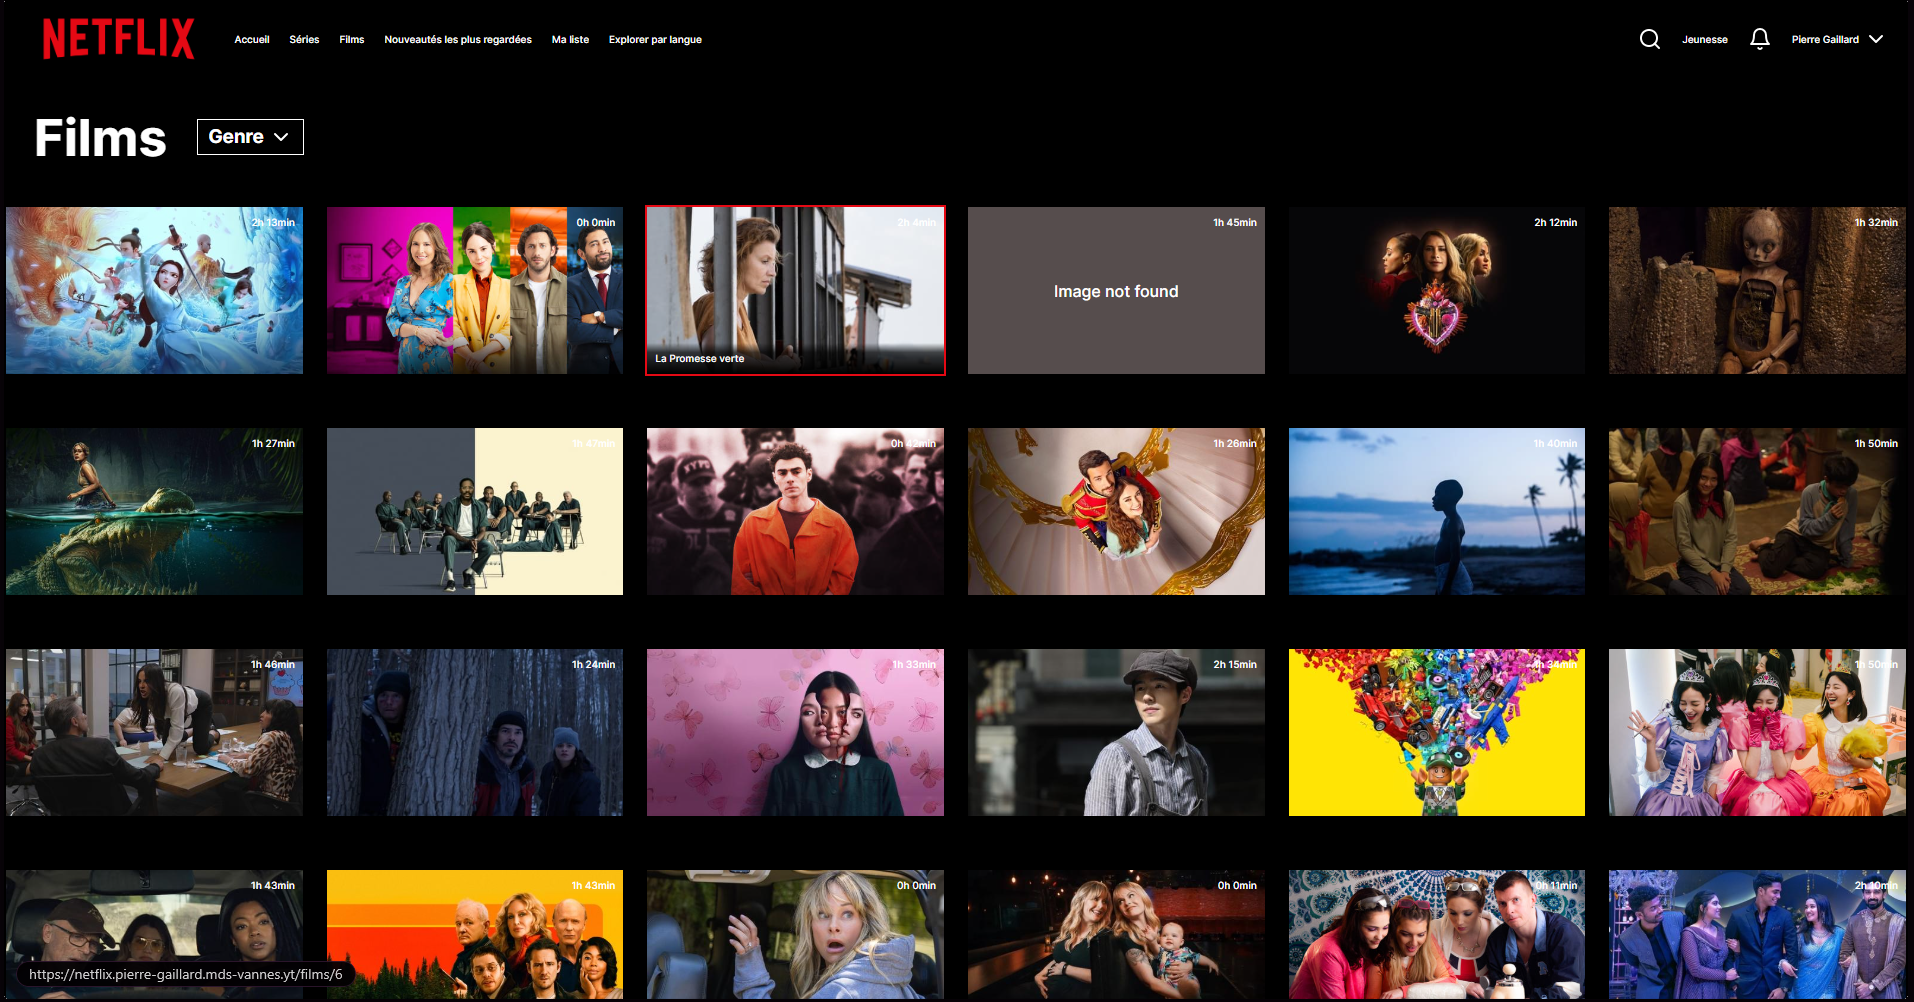 NETFLIX
Accueil Séries Films Nouveautés les plus regardées Ma liste Explorer par langue Jeunesse Pierre Gaillard
Films Genre
2h 13min 0h 0min 2h 4min 1h 45min 2h 12min 1h 32min
Image not found
La Promesse verte
1h 27min 1h 47min 0h 42min 1h 26min 1h 40min 1h 50min
1h 46min 1h 24min 1h 33min 2h 15min 1h 34min 1h 50min
1h 43min 1h 43min 0h 0min 0h 0min 0h 11min 2h 10min
https://netflix.pierre-gaillard.mds-vannes.yt/films/6